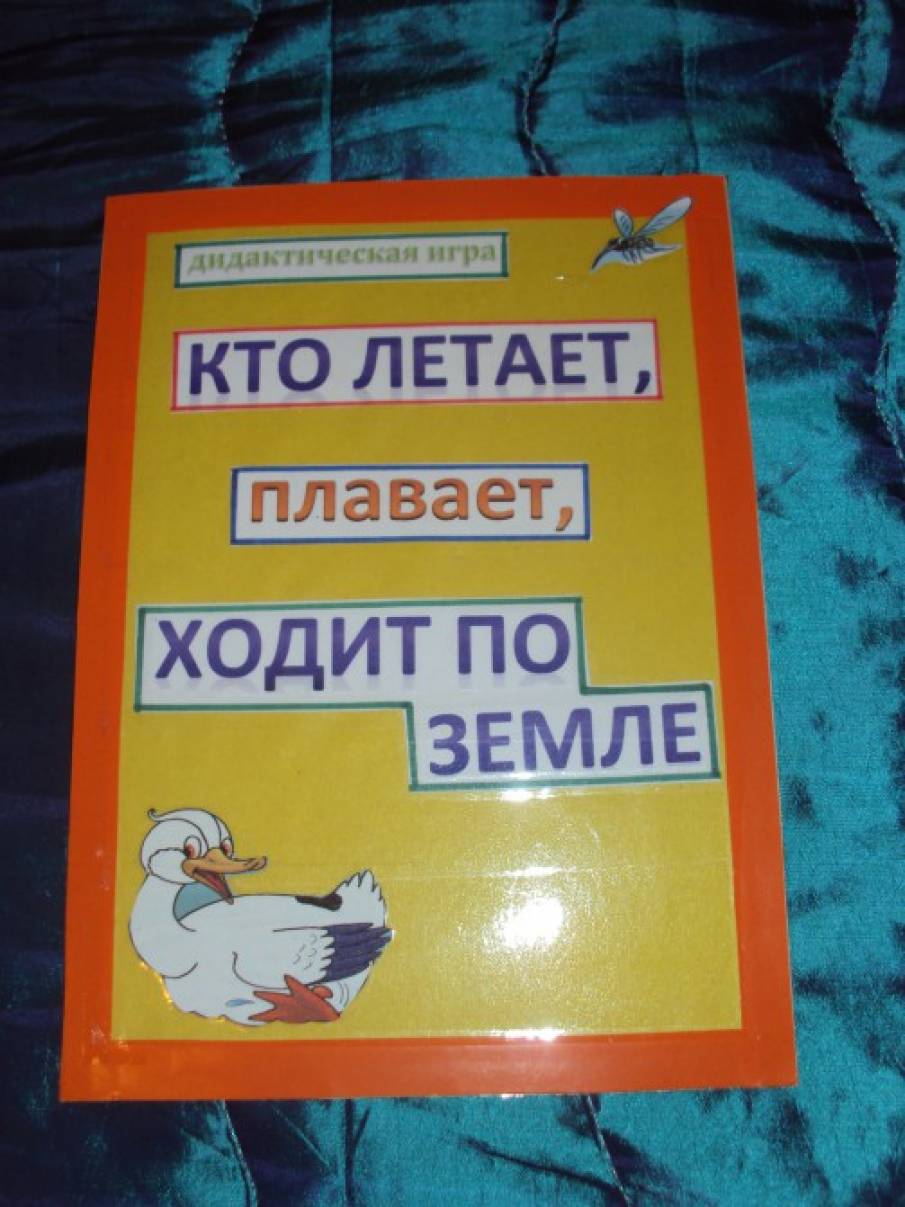 дидактическая игра
КТО ЛЕТАЕТ,
плавает,
ХОДИТ ПО
ЗЕМЛЕ